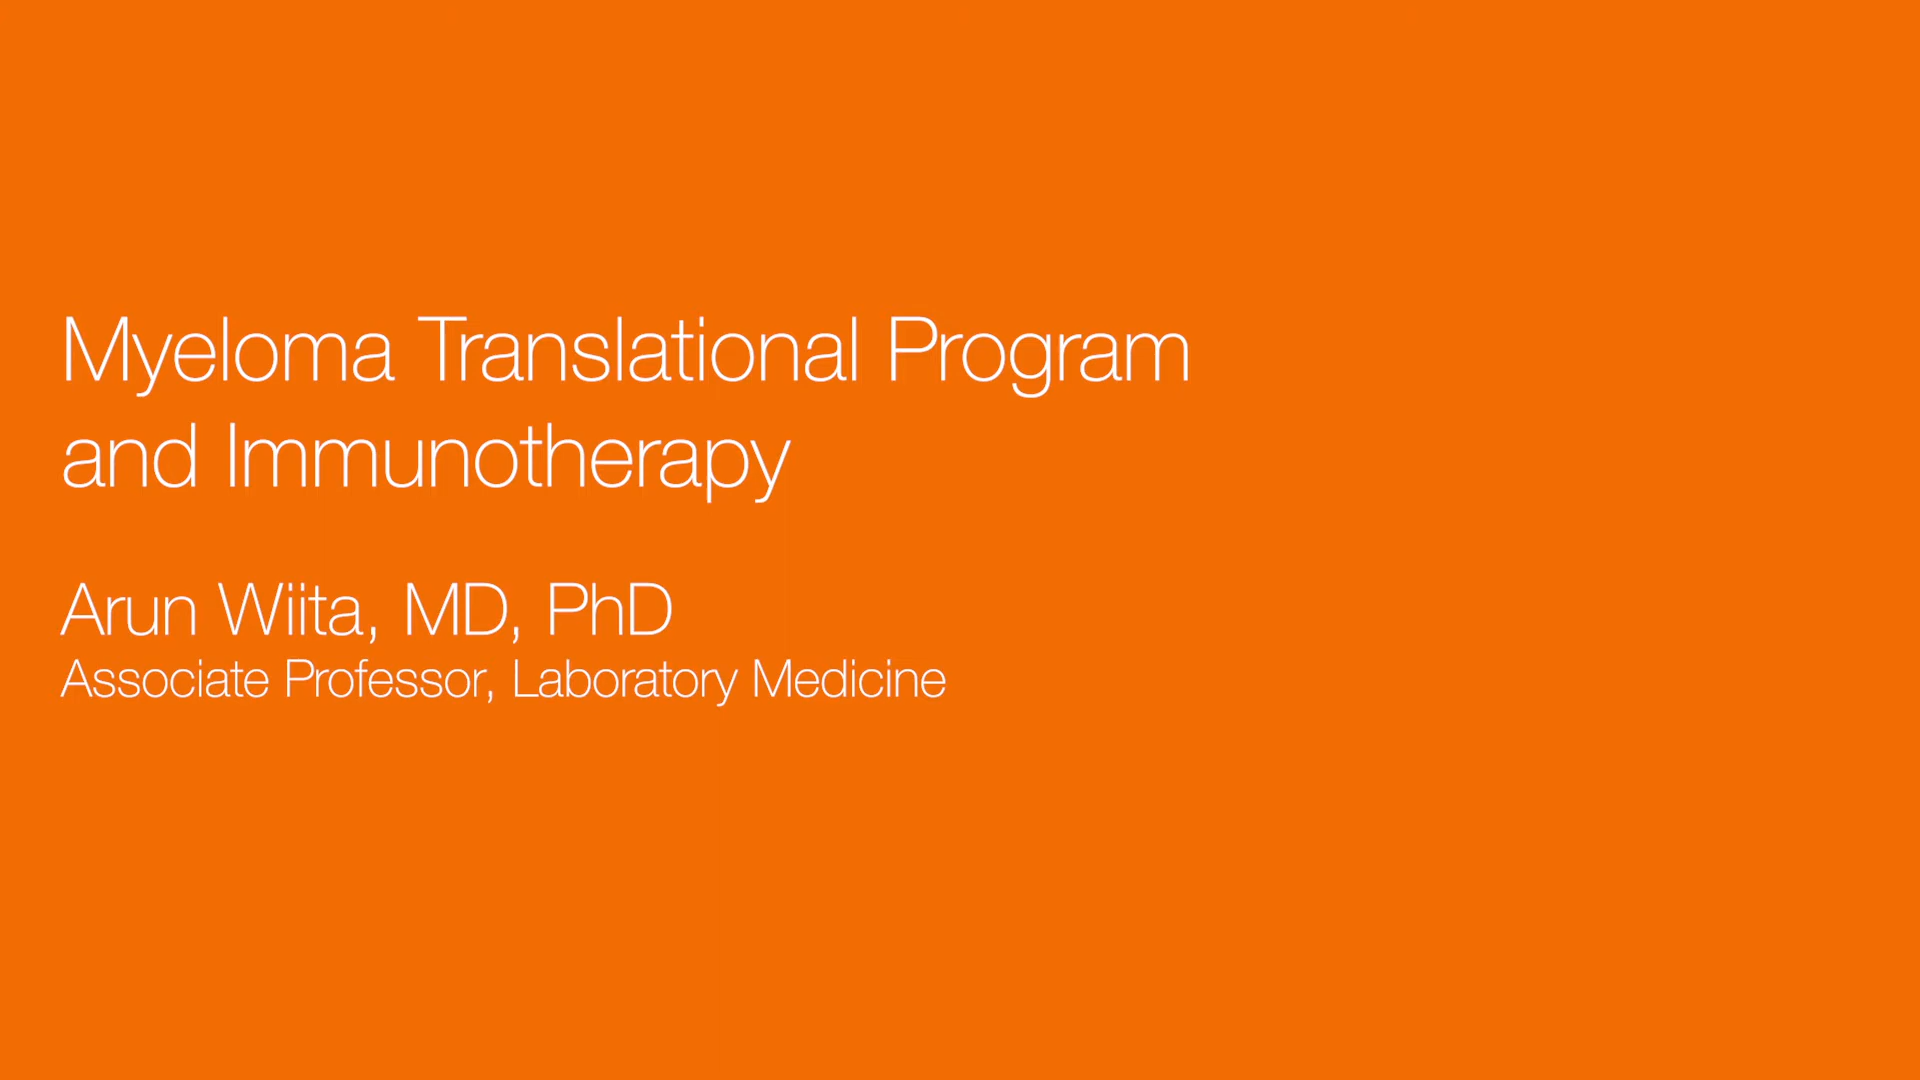 Myeloma Translational Program
and Immunotherapy
Arun Wiita, MD, PhD
Associate Professor, Laboratory Medicine